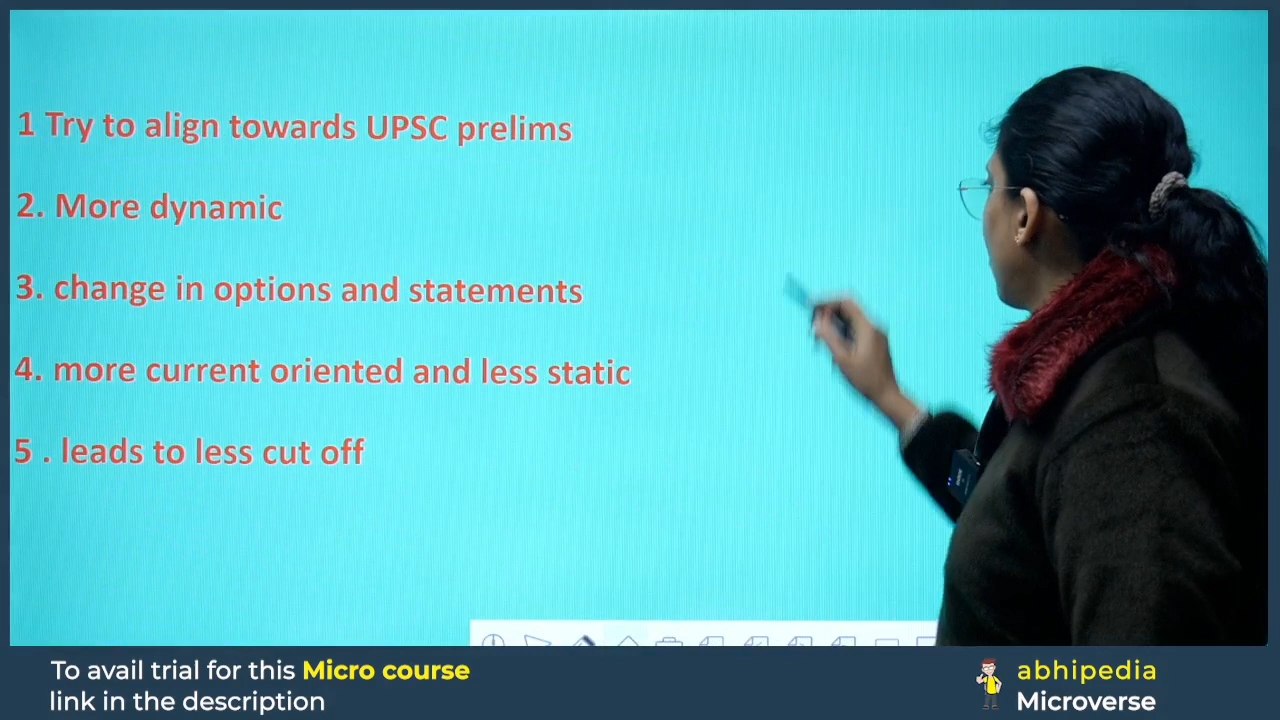 1 Try to align towards UPSC prelims
2. More dynamic
3. change in options and statements
4. more current oriented and less static
5 . leads to less cut off
To avail trial for this Micro course
link in the description
abhipedia
Microverse